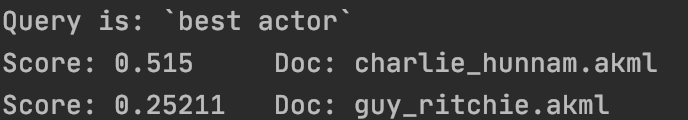 Query is: `best actor`
Score: 0.515     Doc: charlie_hunnam.akml
Score: 0.25211   Doc: guy_ritchie.akml